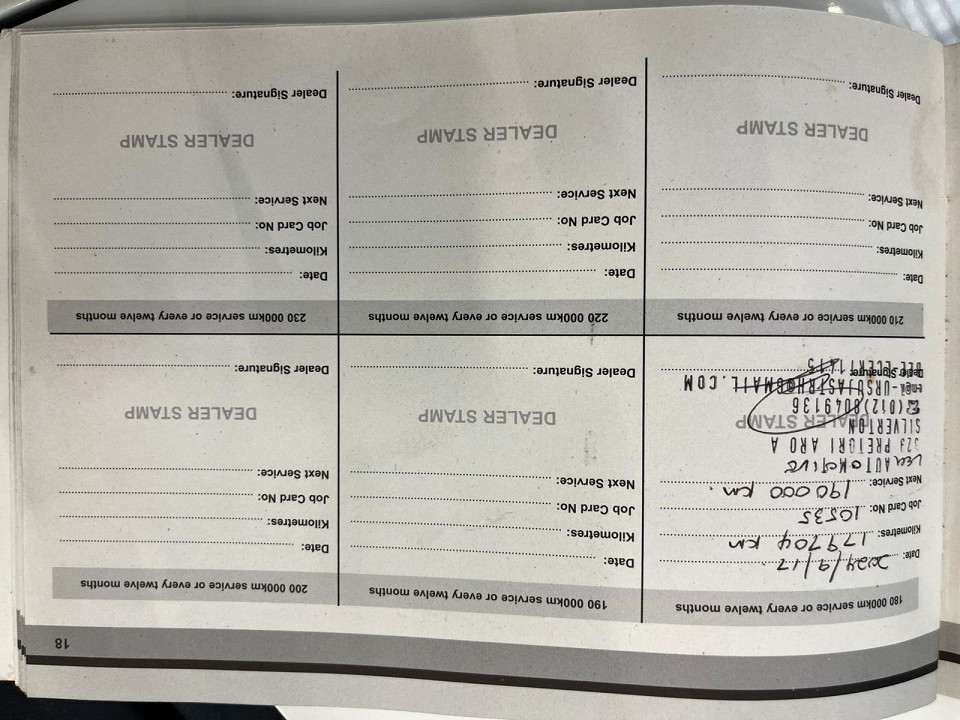 18
180 000km service or every twelve months
Date: 2024/9/17
Kilometres: 179704 km
Job Card No: 10535
Next Service: 190000 km.
AUTOMOTIVE
323 PRETORI ARO A
SILVERTON
DEALER STAMP
(012)8049136
Dealer Signature:
190 000km service or every twelve months
Date:
Kilometres:
Job Card No:
Next Service:
DEALER STAMP
Dealer Signature:
200 000km service or every twelve months
Date:
Kilometres:
Job Card No:
Next Service:
DEALER STAMP
Dealer Signature:
210 000km service or every twelve months
Date:
Kilometres:
Job Card No:
Next Service:
DEALER STAMP
Dealer Signature:
220 000km service or every twelve months
Date:
Kilometres:
Job Card No:
Next Service:
DEALER STAMP
Dealer Signature:
230 000km service or every twelve months
Date:
Kilometres:
Job Card No:
Next Service:
DEALER STAMP
Dealer Signature: